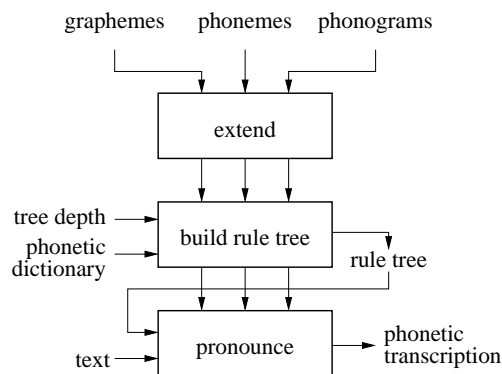 graphemes phonemes phonograms
extend
tree depth
phonetic
dictionary
build rule tree
rule tree
text
pronounce
phonetic
transcription